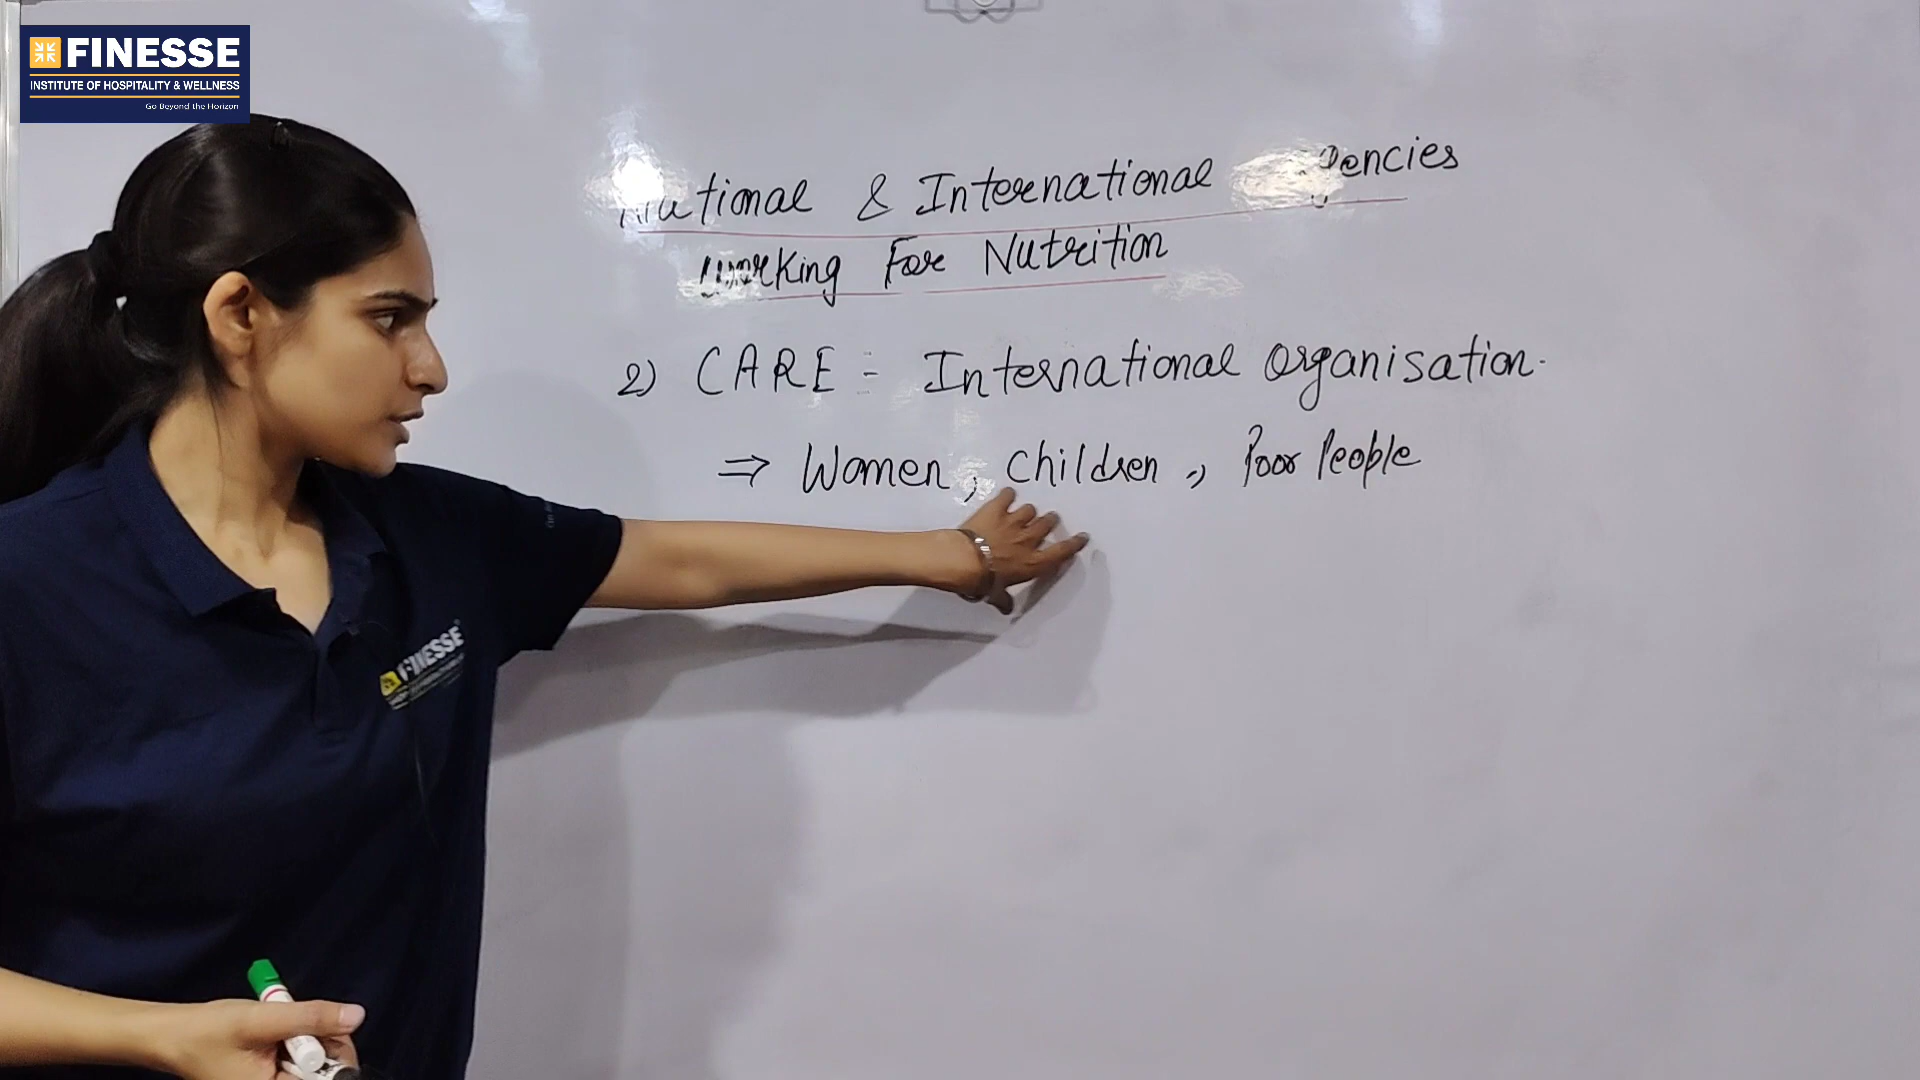 FINESSE
INSTITUTE OF HOSPITALITY & WELLNESS
Go Beyond the Horizon
National & International Agencies
Working For Nutrition
2) CARE :- International Organisation.
⇒ Women, Children, Poor People
FINESSE